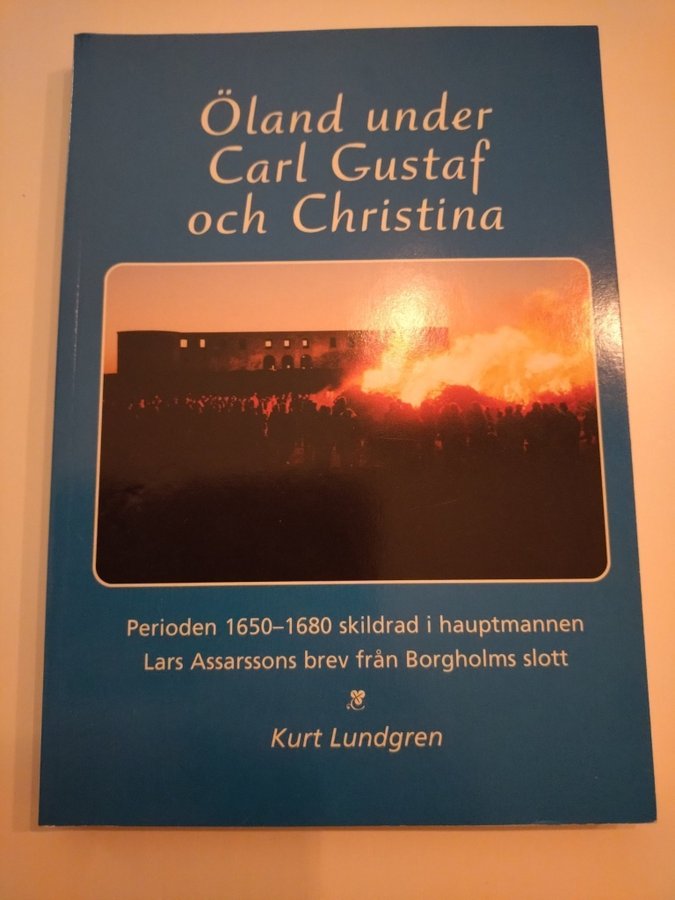 Öland under
Carl Gustaf
och Christina
Perioden 1650–1680 skildrad i hauptmannen
Lars Assarssons brev från Borgholms slott
Kurt Lundgren